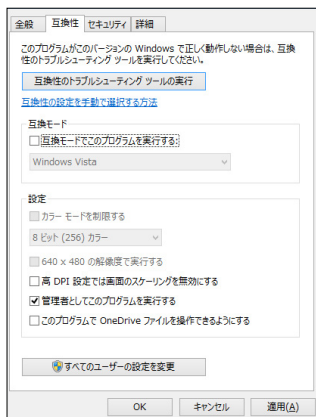 全般 互換性 セキュリティ 詳細
このプログラムがこのバージョンの Windows で正しく動作しない場合は、互換
性のトラブルシューティング ツールを実行してください。
互換性のトラブルシューティング ツールの実行
互換性の設定を手動で選択する方法
互換モード
互換モードでこのプログラムを実行する:
Windows Vista
設定
カラー モードを制限する
8 ビット (256) カラー
640 x 480 の解像度で実行する
高 DPI 設定では画面のスケーリングを無効にする
管理者としてこのプログラムを実行する
このプログラムで OneDrive ファイルを操作できるようにする
すべてのユーザーの設定を変更
OK キャンセル 適用(A)